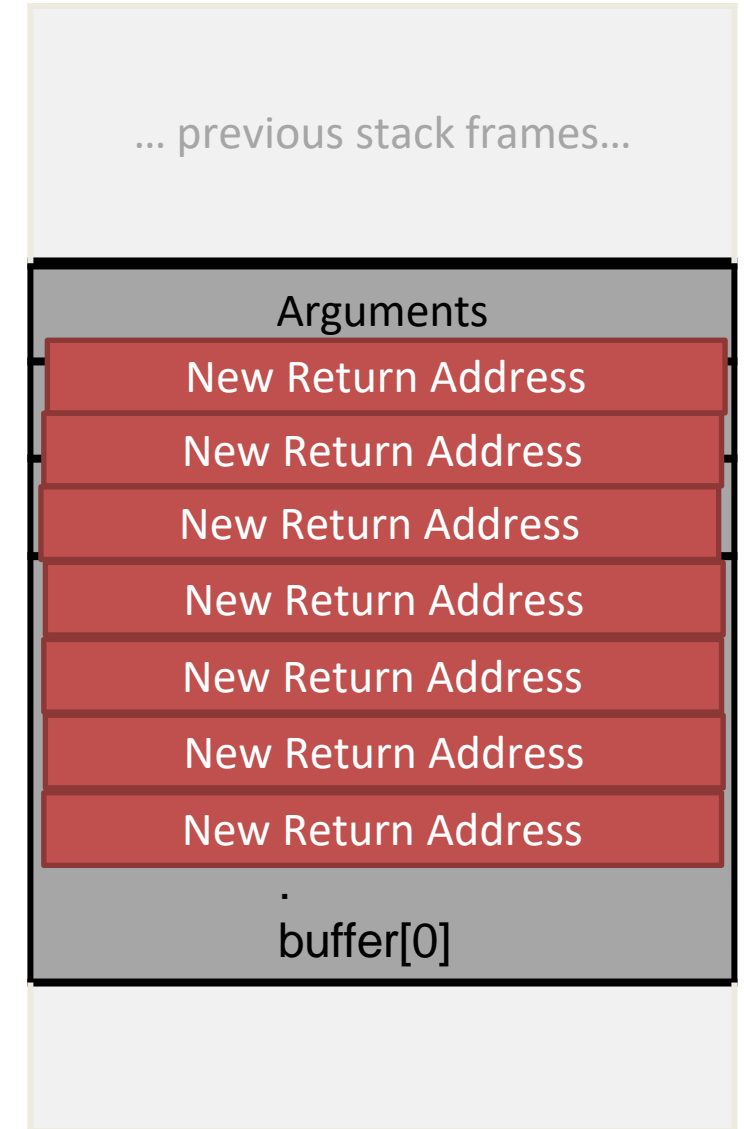 ... previous stack frames...
Arguments
New Return Address
New Return Address
New Return Address
New Return Address
New Return Address
New Return Address
New Return Address
.
buffer[0]